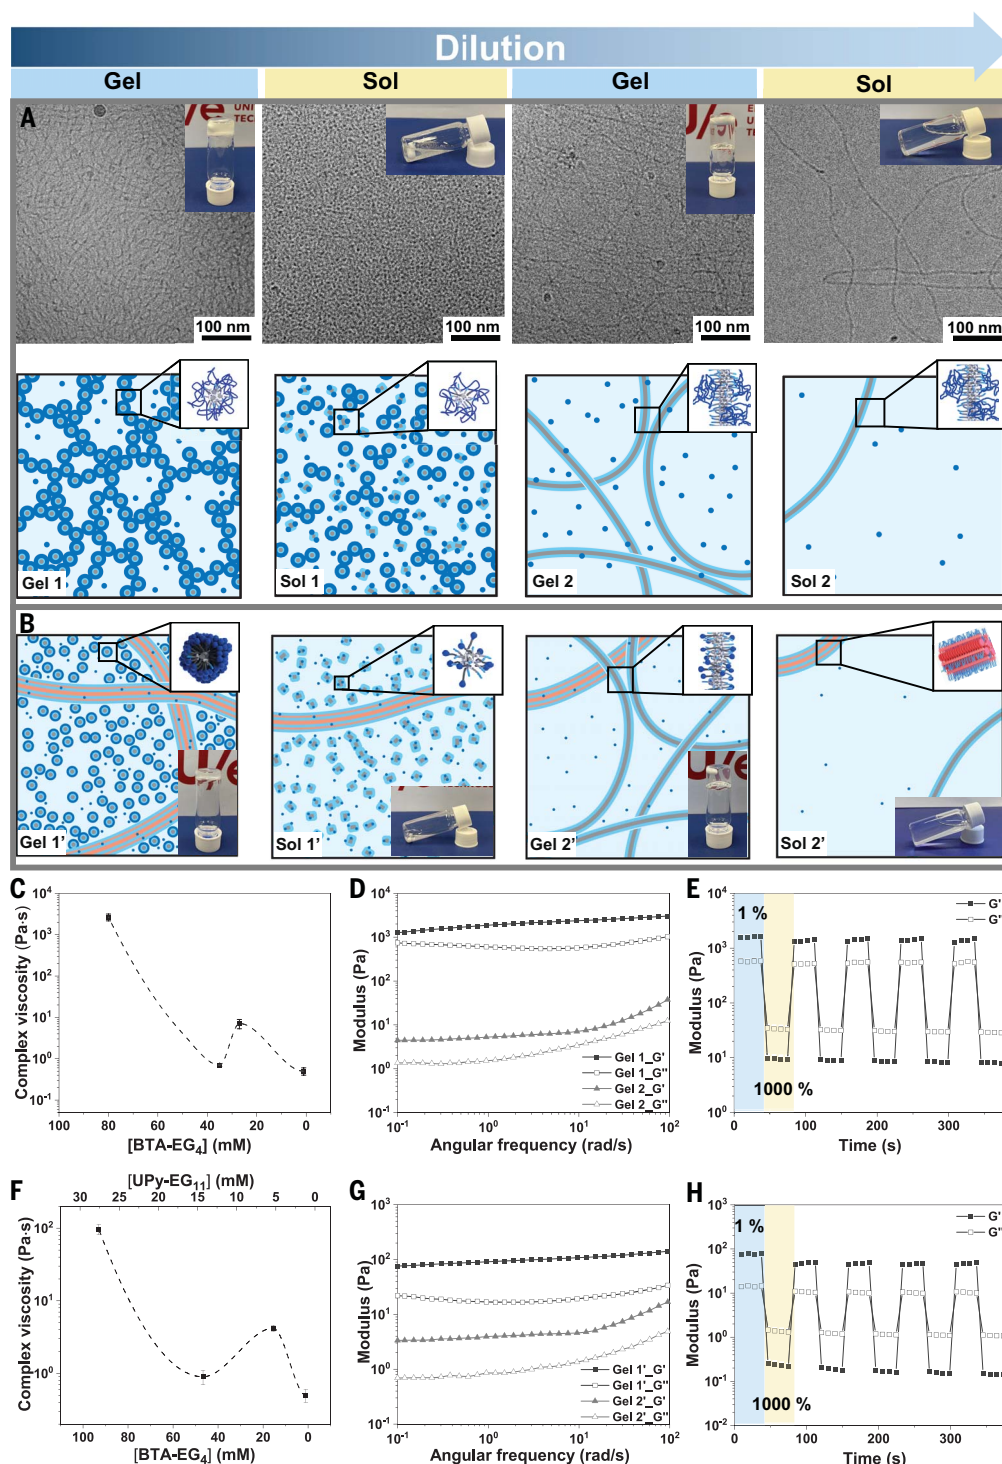 Dilution
Gel Sol Gel Sol
A
UNI
TEC
E
U
TE
100 nm 100 nm 100 nm 100 nm
Gel 1 Sol 1 Gel 2 Sol 2
B
Gel 1' Sol 1' Gel 2' Sol 2'
C
Complex viscosity (Pa·s)
10⁴
10³
10²
10¹
10⁰
10⁻¹
100 80 60 40 20 0
[BTA-EG₄] (mM)
D
Modulus (Pa)
10⁴
10³
10²
10¹
10⁰
10⁻¹
Gel 1_G'
Gel 1_G''
Gel 2_G'
Gel 2_G''
10⁻¹ 10⁰ 10¹ 10²
Angular frequency (rad/s)
E
Modulus (Pa)
10⁴
10³
10²
10¹
10⁰
1 %
G'
G''
1000 %
0 100 200 300
Time (s)
F
[UPy-EG₁₁] (mM)
30 25 20 15 10 5 0
Complex viscosity (Pa·s)
10²
10¹
10⁰
100 80 60 40 20 0
[BTA-EG₄] (mM)
G
Modulus (Pa)
10³
10²
10¹
10⁰
10⁻¹
Gel 1'_G'
Gel 1'_G''
Gel 2'_G'
Gel 2'_G''
10⁻¹ 10⁰ 10¹ 10²
Angular frequency (rad/s)
H
Modulus (Pa)
10³
10²
10¹
10⁰
10⁻¹
10⁻²
1 %
G'
G''
1000 %
0 100 200 300
Time (s)